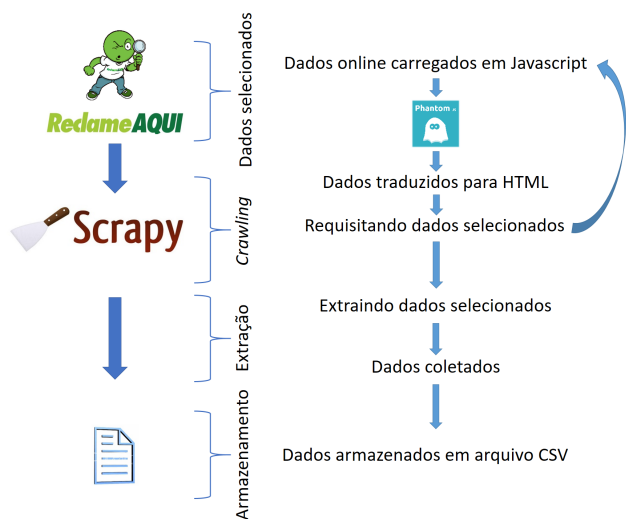 ReclameAQUI
Scrapy
Dados selecionados
Crawling
Extração
Armazenamento
Dados online carregados em Javascript
Phantom JS
Dados traduzidos para HTML
Requisitando dados selecionados
Extraindo dados selecionados
Dados coletados
Dados armazenados em arquivo CSV